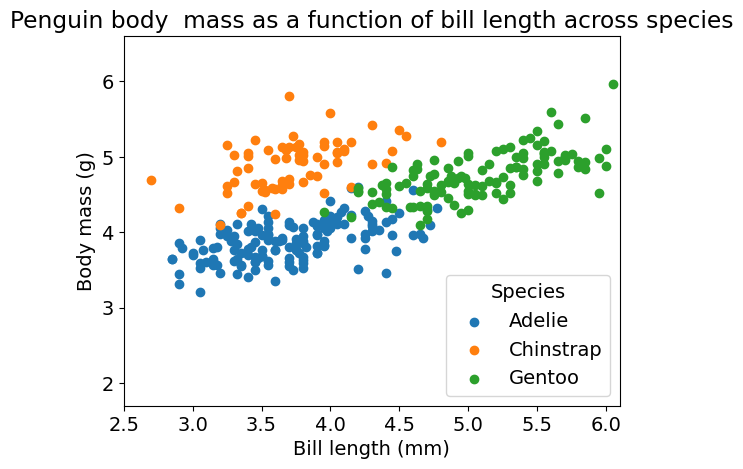 Penguin body  mass as a function of bill length across species
Body mass (g)
6
5
4
3
2
Species
Adelie
Chinstrap
Gentoo
2.5 3.0 3.5 4.0 4.5 5.0 5.5 6.0
Bill length (mm)